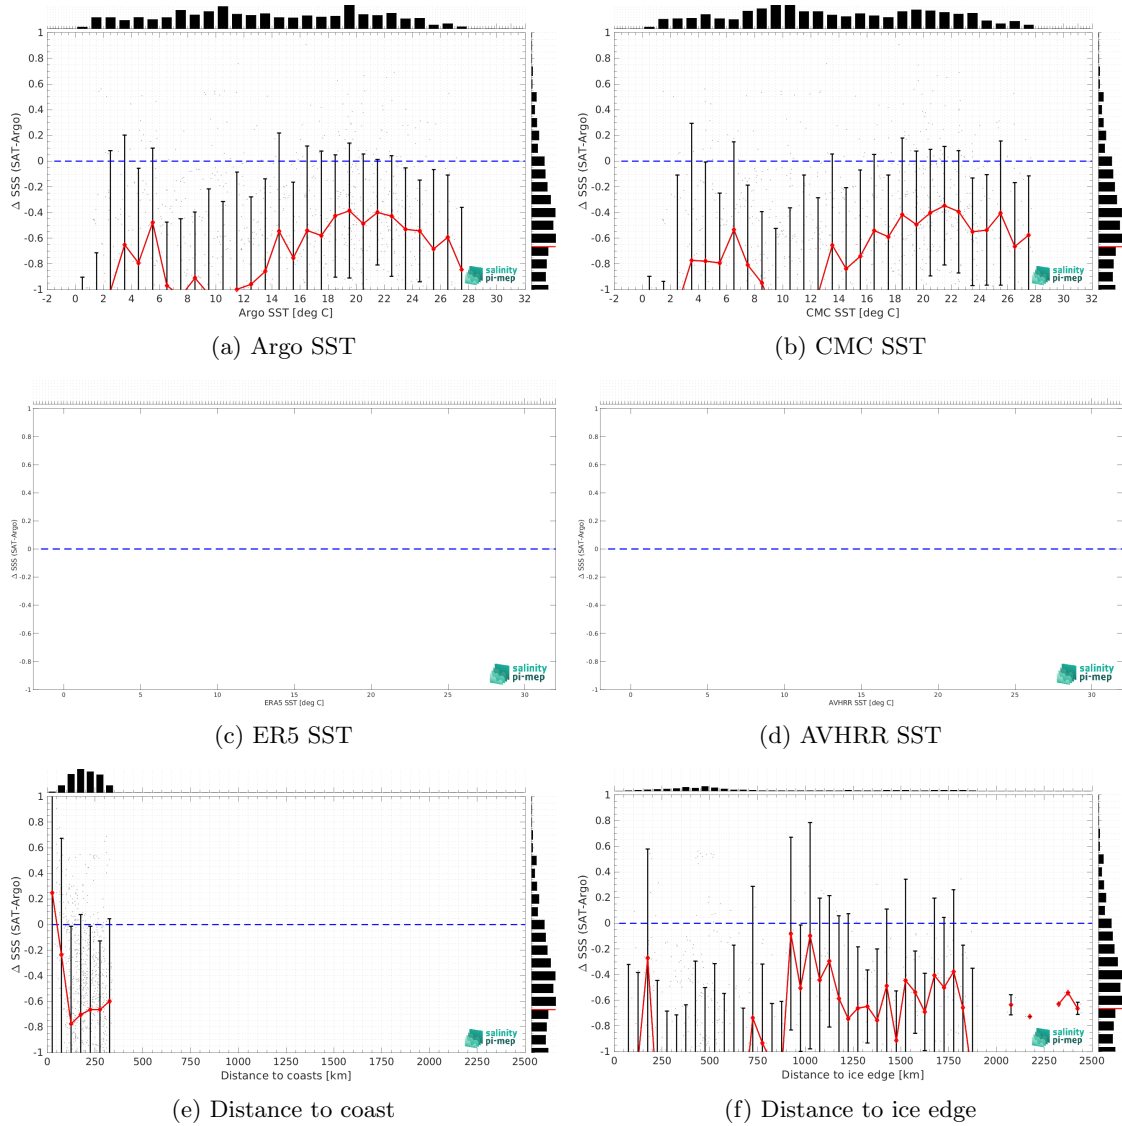 1
0.8
0.6
0.4
0.2
0
-0.2
-0.4
-0.6
-0.8
-1
Δ SSS (SAT-Argo)
-2 0 2 4 6 8 10 12 14 16 18 20 22 24 26 28 30 32
Argo SST [deg C]
salinity
pi-mep
(a) Argo SST
1
0.8
0.6
0.4
0.2
0
-0.2
-0.4
-0.6
-0.8
-1
Δ SSS (SAT-Argo)
-2 0 2 4 6 8 10 12 14 16 18 20 22 24 26 28 30 32
CMC SST [deg C]
salinity
pi-mep
(b) CMC SST
1
0.8
0.6
0.4
0.2
0
-0.2
-0.4
-0.6
-0.8
-1
Δ SSS (SAT-Argo)
0 5 10 15 20 25 30
ERA5 SST [deg C]
salinity
pi-mep
(c) ER5 SST
1
0.8
0.6
0.4
0.2
0
-0.2
-0.4
-0.6
-0.8
-1
Δ SSS (SAT-Argo)
0 5 10 15 20 25 30
AVHRR SST [deg C]
salinity
pi-mep
(d) AVHRR SST
1
0.8
0.6
0.4
0.2
0
-0.2
-0.4
-0.6
-0.8
-1
Δ SSS (SAT-Argo)
0 250 500 750 1000 1250 1500 1750 2000 2250 2500
Distance to coasts [km]
salinity
pi-mep
(e) Distance to coast
1
0.8
0.6
0.4
0.2
0
-0.2
-0.4
-0.6
-0.8
-1
Δ SSS (SAT-Argo)
0 250 500 750 1000 1250 1500 1750 2000 2250 2500
Distance to ice edge [km]
salinity
pi-mep
(f) Distance to ice edge